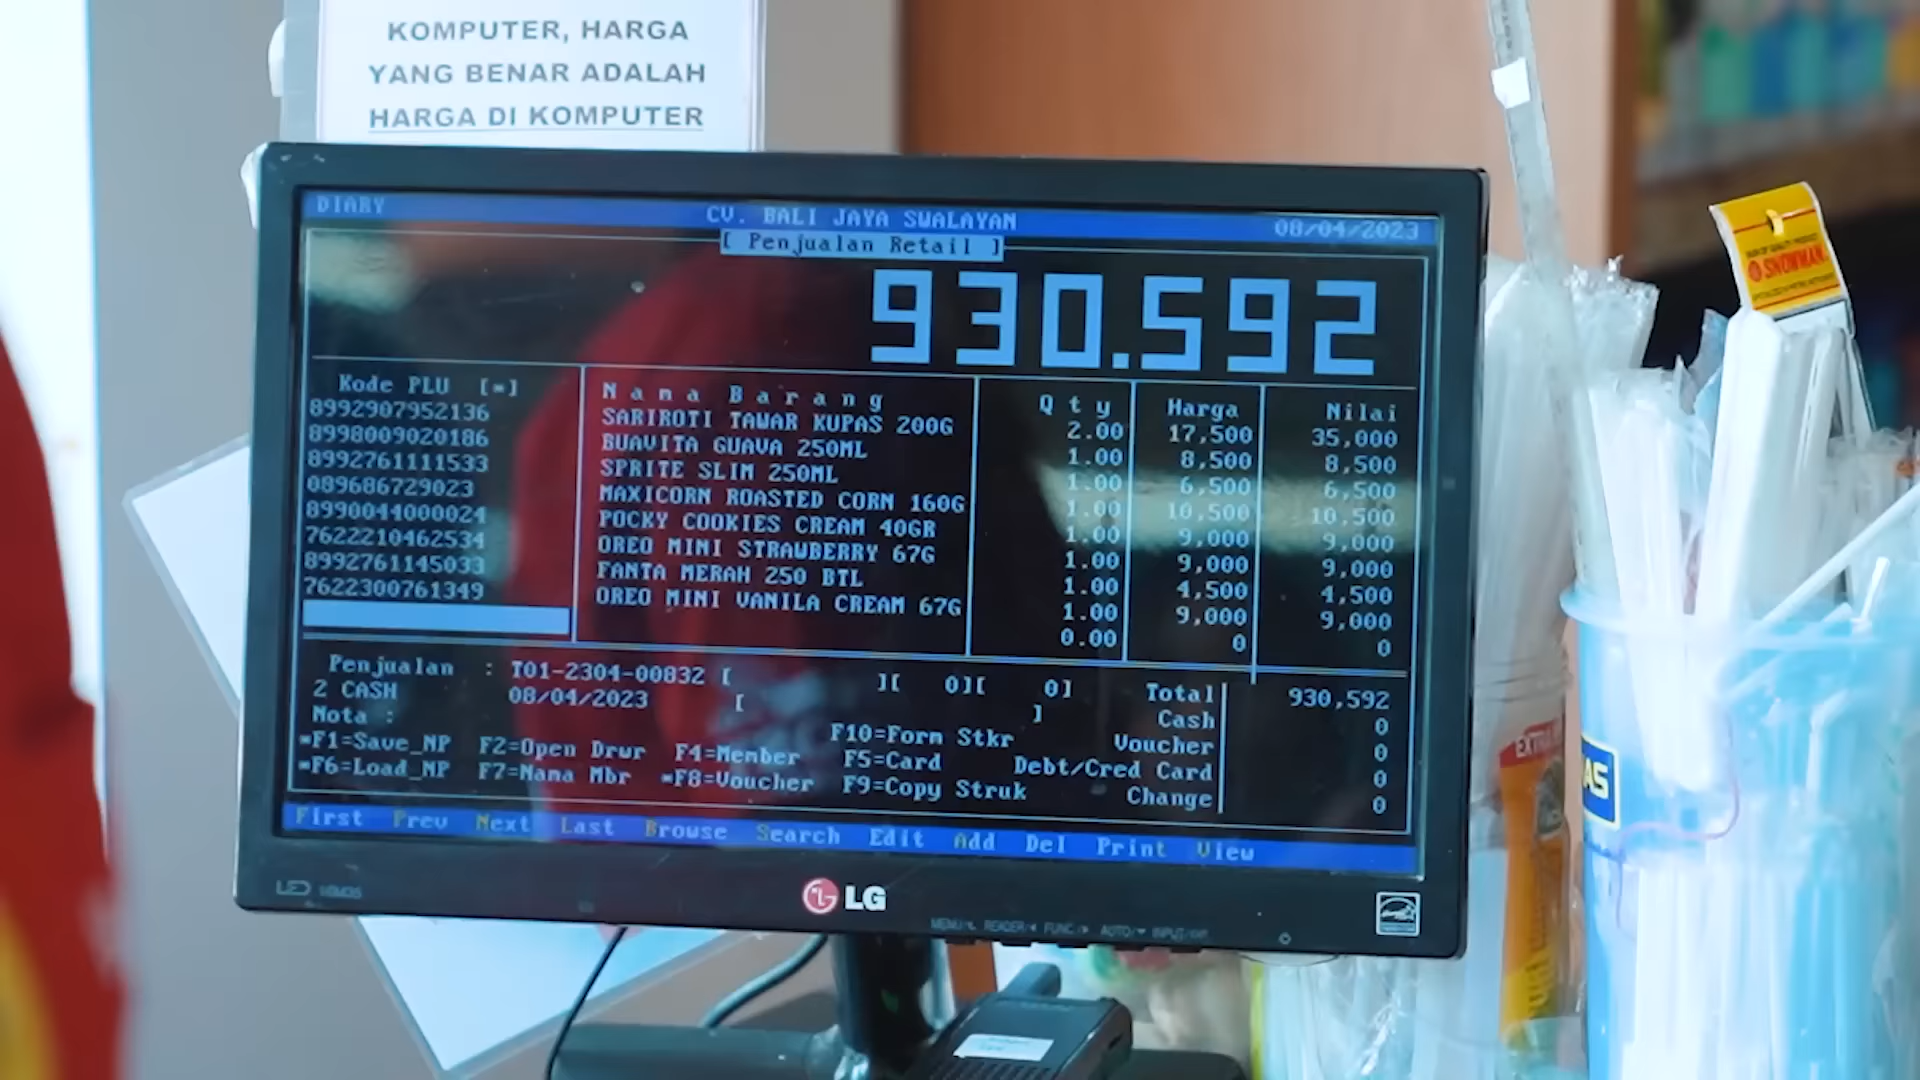 KOMPUTER, HARGA
YANG BENAR ADALAH
HARGA DI KOMPUTER
DIARY CV. BALI JAYA SWALAYAN 08/04/2023
[ Penjualan Retail ]
930.592
Kode PLU [*] Nama Barang Qty Harga Nilai
8992907952136 SARIROTI TAWAR KUPAS 200G 2.00 17,500 35,000
8998009020186 BUAVITA GUAVA 250ML 1.00 8,500 8,500
8992761111533 SPRITE SLIM 250ML 1.00 6,500 6,500
089686729023 MAXICORN ROASTED CORN 160G 1.00 10,500 10,500
8990044000024 POCKY COOKIES CREAM 40GR 1.00 9,000 9,000
7622210462534 OREO MINI STRAWBERRY 67G 1.00 9,000 9,000
8992761145033 FANTA MERAH 250 BTL 1.00 4,500 4,500
7622300761349 OREO MINI VANILA CREAM 67G 1.00 9,000 9,000
0.00 0 0
Penjualan : T01-2304-00832 [ ][ 0][ 0] Total 930,592
2 CASH 08/04/2023 [ ] Cash 0
Nota : F10=Form Stkr Voucher 0
*F1=Save_NP F2=Open Drwr F4=Member F5=Card Debt/Cred Card 0
*F6=Load_NP F7=Nama Mbr *F8=Voucher F9=Copy Struk Change 0
First Prev Next Last Browse Search Edit Add Del Print View
LED LG
MENU READER FUNC AUTO INPUT
SNOWMAN
EXTRA
AS